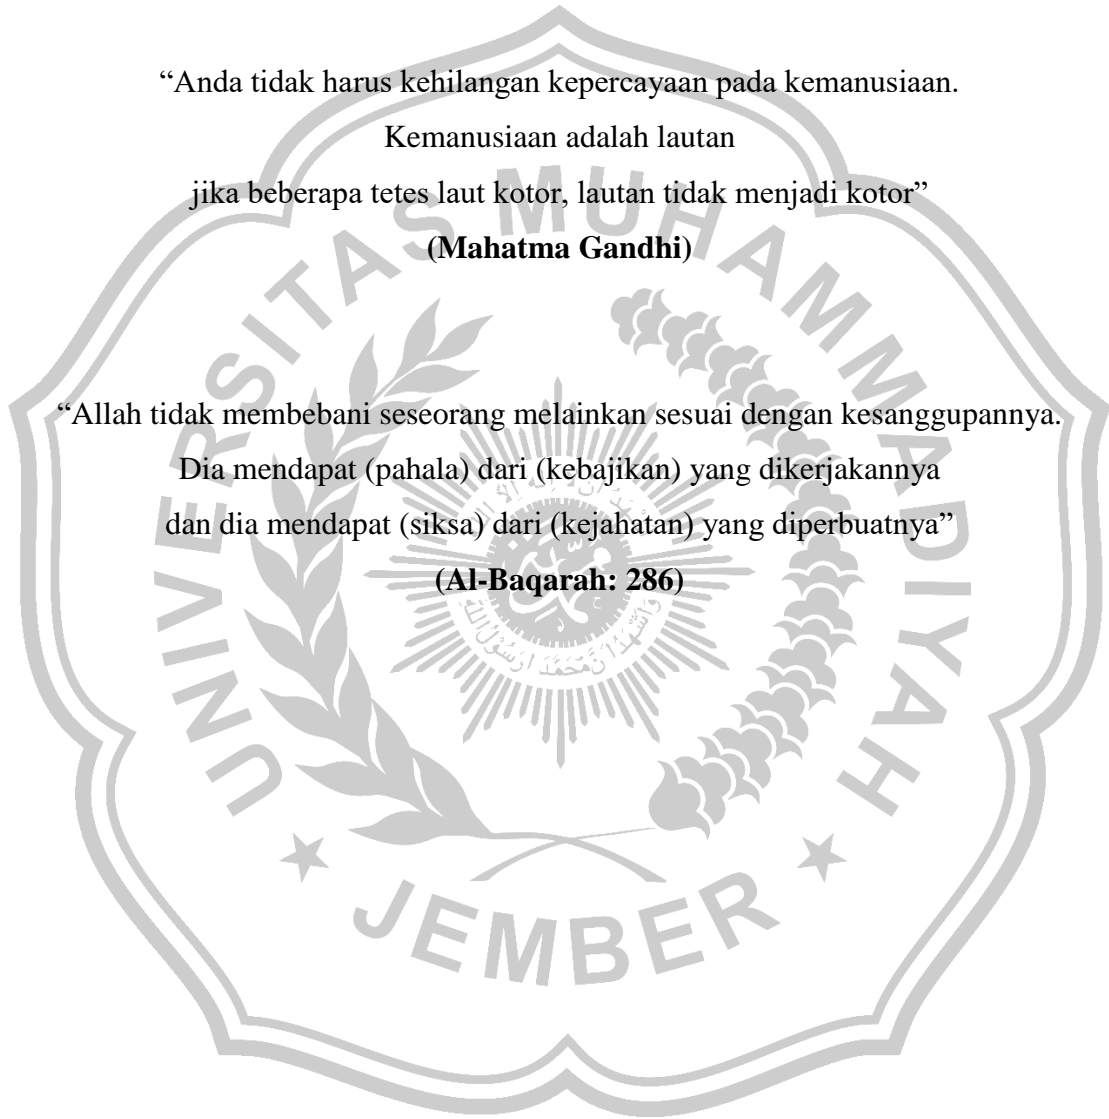 “Anda tidak harus kehilangan kepercayaan pada kemanusiaan.
Kemanusiaan adalah lautan
jika beberapa tetes laut kotor, lautan tidak menjadi kotor”
(Mahatma Gandhi)
“Allah tidak membebani seseorang melainkan sesuai dengan kesanggupannya.
Dia mendapat (pahala) dari (kebajikan) yang dikerjakannya
dan dia mendapat (siksa) dari (kejahatan) yang diperbuatnya”
(Al-Baqarah: 286)
UNIVERSITAS MUHAMMADIYAH
JEMBER